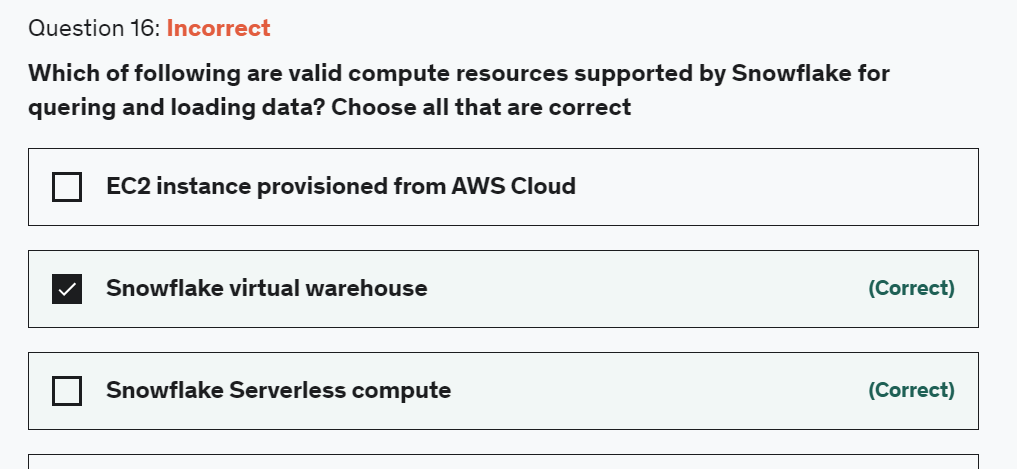 Question 16: Incorrect
Which of following are valid compute resources supported by Snowflake for
quering and loading data? Choose all that are correct
EC2 instance provisioned from AWS Cloud
Snowflake virtual warehouse (Correct)
Snowflake Serverless compute (Correct)